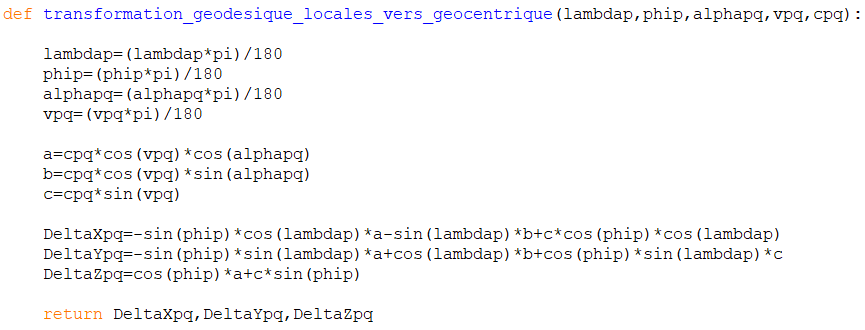 def transformation_geodesique_locales_vers_geocentrique(lambdap,phip,alphapq,vpq,cpq):
lambdap=(lambdap*pi)/180
phip=(phip*pi)/180
alphapq=(alphapq*pi)/180
vpq=(vpq*pi)/180
a=cpq*cos(vpq)*cos(alphapq)
b=cpq*cos(vpq)*sin(alphapq)
c=cpq*sin(vpq)
DeltaXpq=-sin(phip)*cos(lambdap)*a-sin(lambdap)*b+c*cos(phip)*cos(lambdap)
DeltaYpq=-sin(phip)*sin(lambdap)*a+cos(lambdap)*b+cos(phip)*sin(lambdap)*c
DeltaZpq=cos(phip)*a+c*sin(phip)
return DeltaXpq,DeltaYpq,DeltaZpq